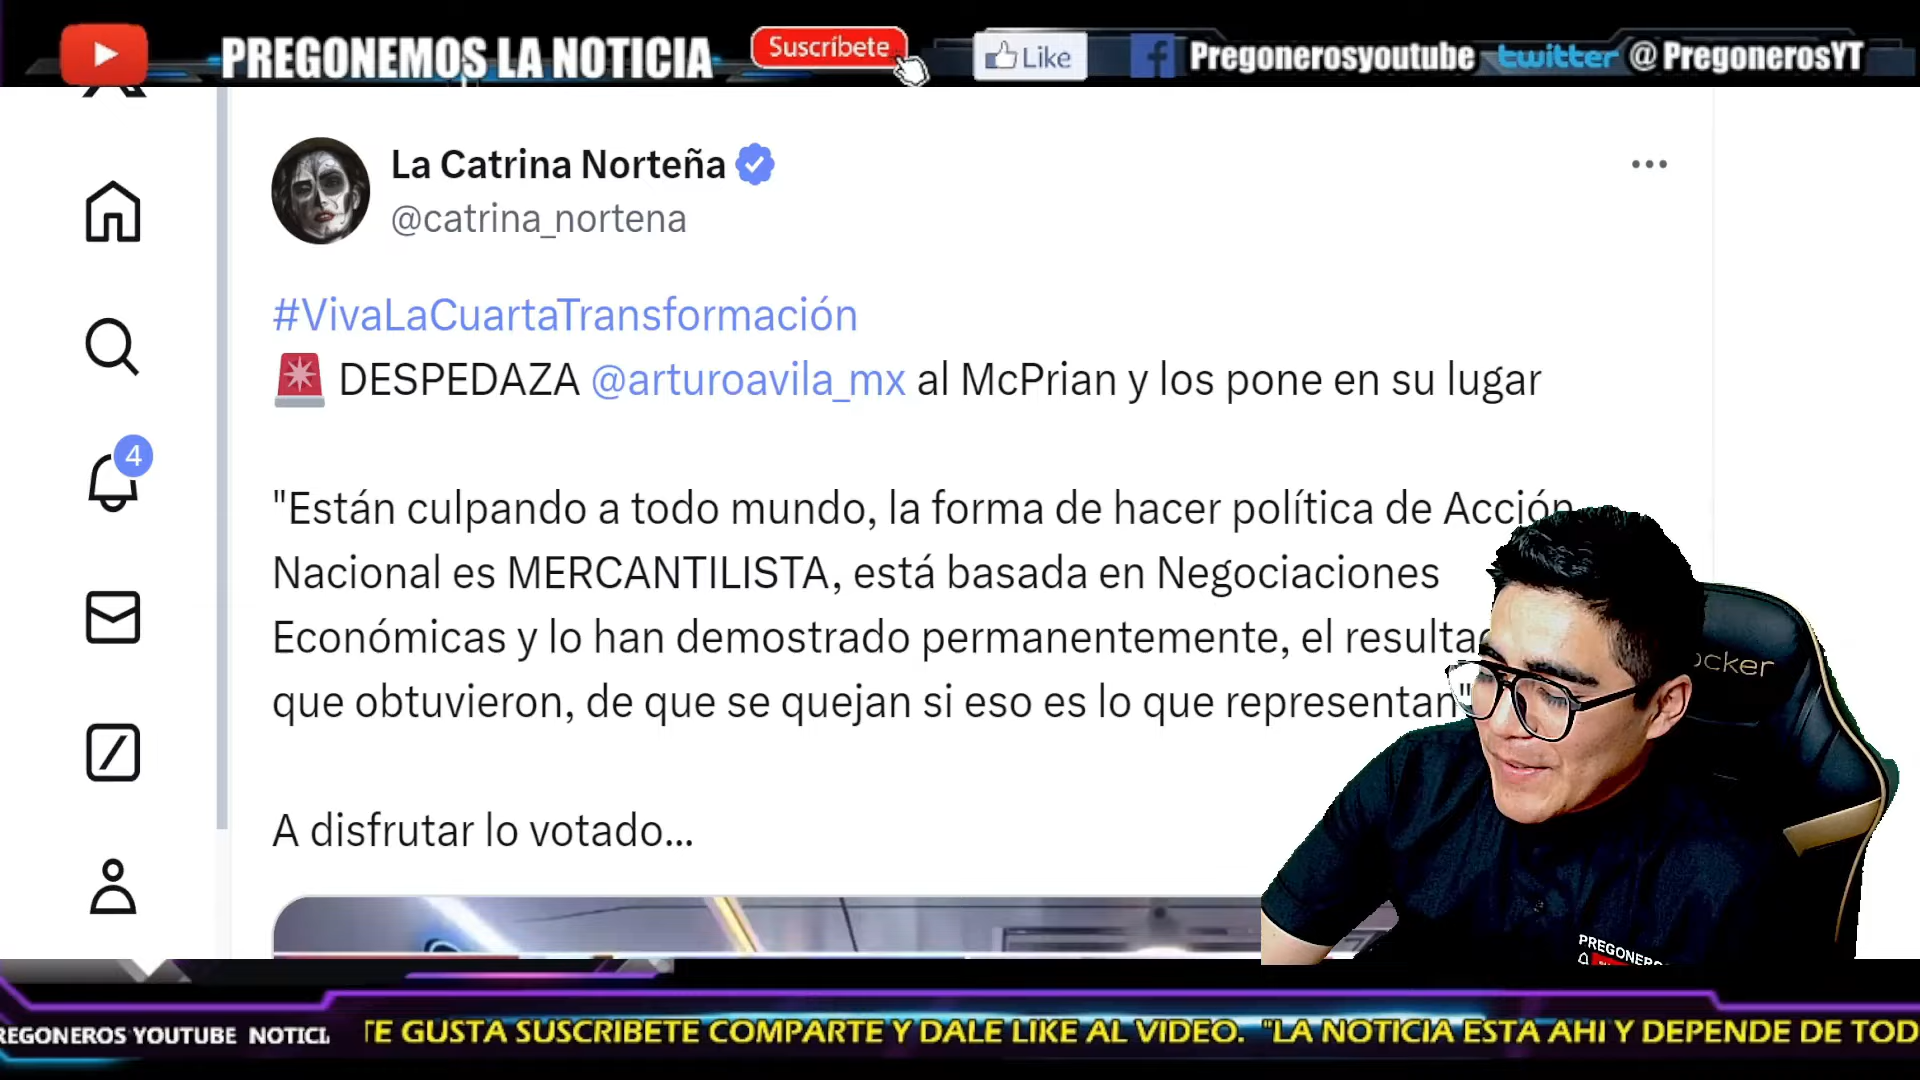 PREGONEMOS LA NOTICIA
Suscríbete
Like
Pregonerosyoutube
twitter @PregonerosYT
La Catrina Norteña
@catrina_nortena
#VivaLaCuartaTransformación
DESPEDAZA @arturoavila_mx al McPrian y los pone en su lugar
4
"Están culpando a todo mundo, la forma de hacer política de Acción
Nacional es MERCANTILISTA, está basada en Negociaciones
Económicas y lo han demostrado permanentemente, el
que obtuvieron, de que se quejan si eso es lo que representan"
A disfrutar lo votado...
YOUTUBE
TE GUSTA SUSCRIBETE COMPARTE Y DALE LIKE AL VIDEO. "LA NOTICIA ESTA AHI Y DEPENDE DE